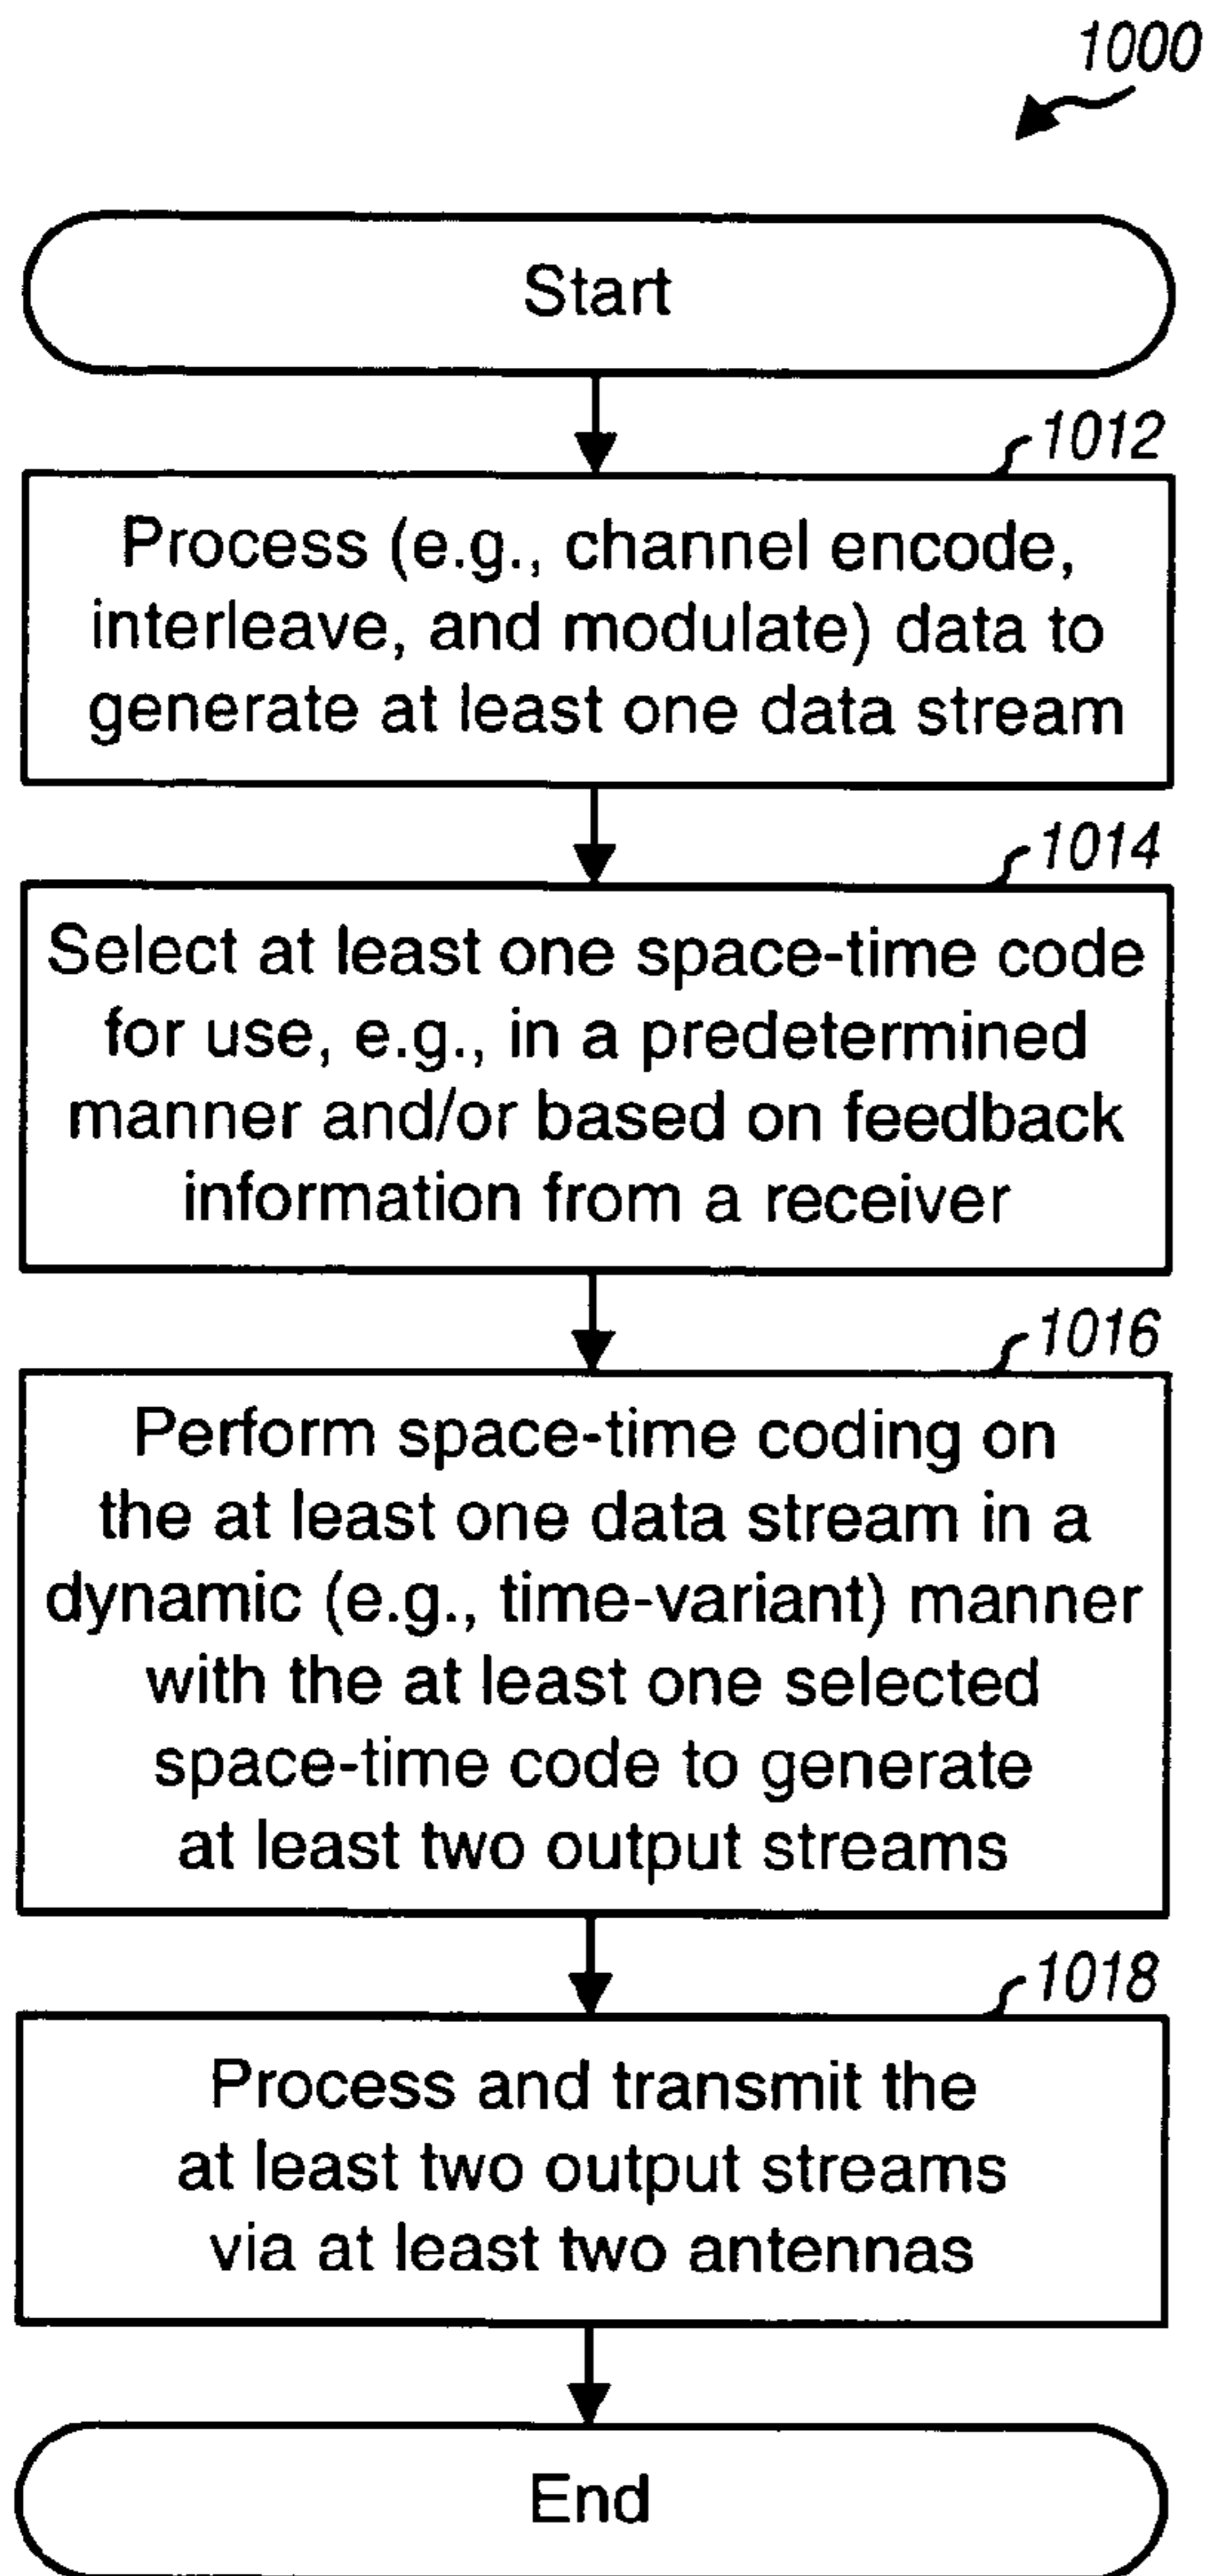 1000
Start
1012
Process (e.g., channel encode,
interleave, and modulate) data to
generate at least one data stream
1014
Select at least one space-time code
for use, e.g., in a predetermined
manner and/or based on feedback
information from a receiver
1016
Perform space-time coding on
the at least one data stream in a
dynamic (e.g., time-variant) manner
with the at least one selected
space-time code to generate
at least two output streams
1018
Process and transmit the
at least two output streams
via at least two antennas
End